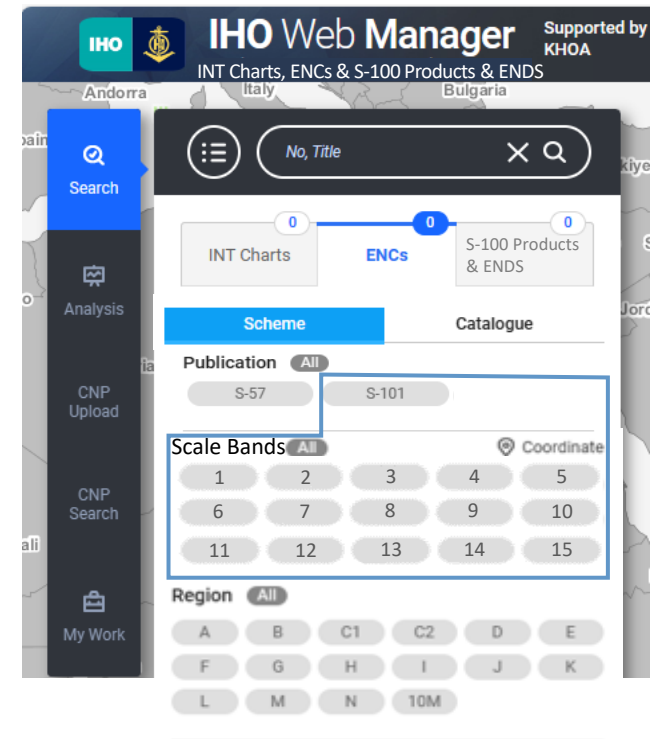 IHO
IHO Web Manager
Supported by
KHOA
INT Charts, ENCs & S-100 Products & ENDS
Andorra
Italy
Bulgaria
No, Title
Search
0
0
0
INT Charts
ENCs
S-100 Products
& ENDS
Analysis
Scheme
Catalogue
Publication All
S-57
S-101
CNP
Upload
Scale Bands All
Coordinate
1 2 3 4 5
6 7 8 9 10
11 12 13 14 15
CNP
Search
Region All
My Work
A B C1 C2 D E
F G H I J K
L M N 10M